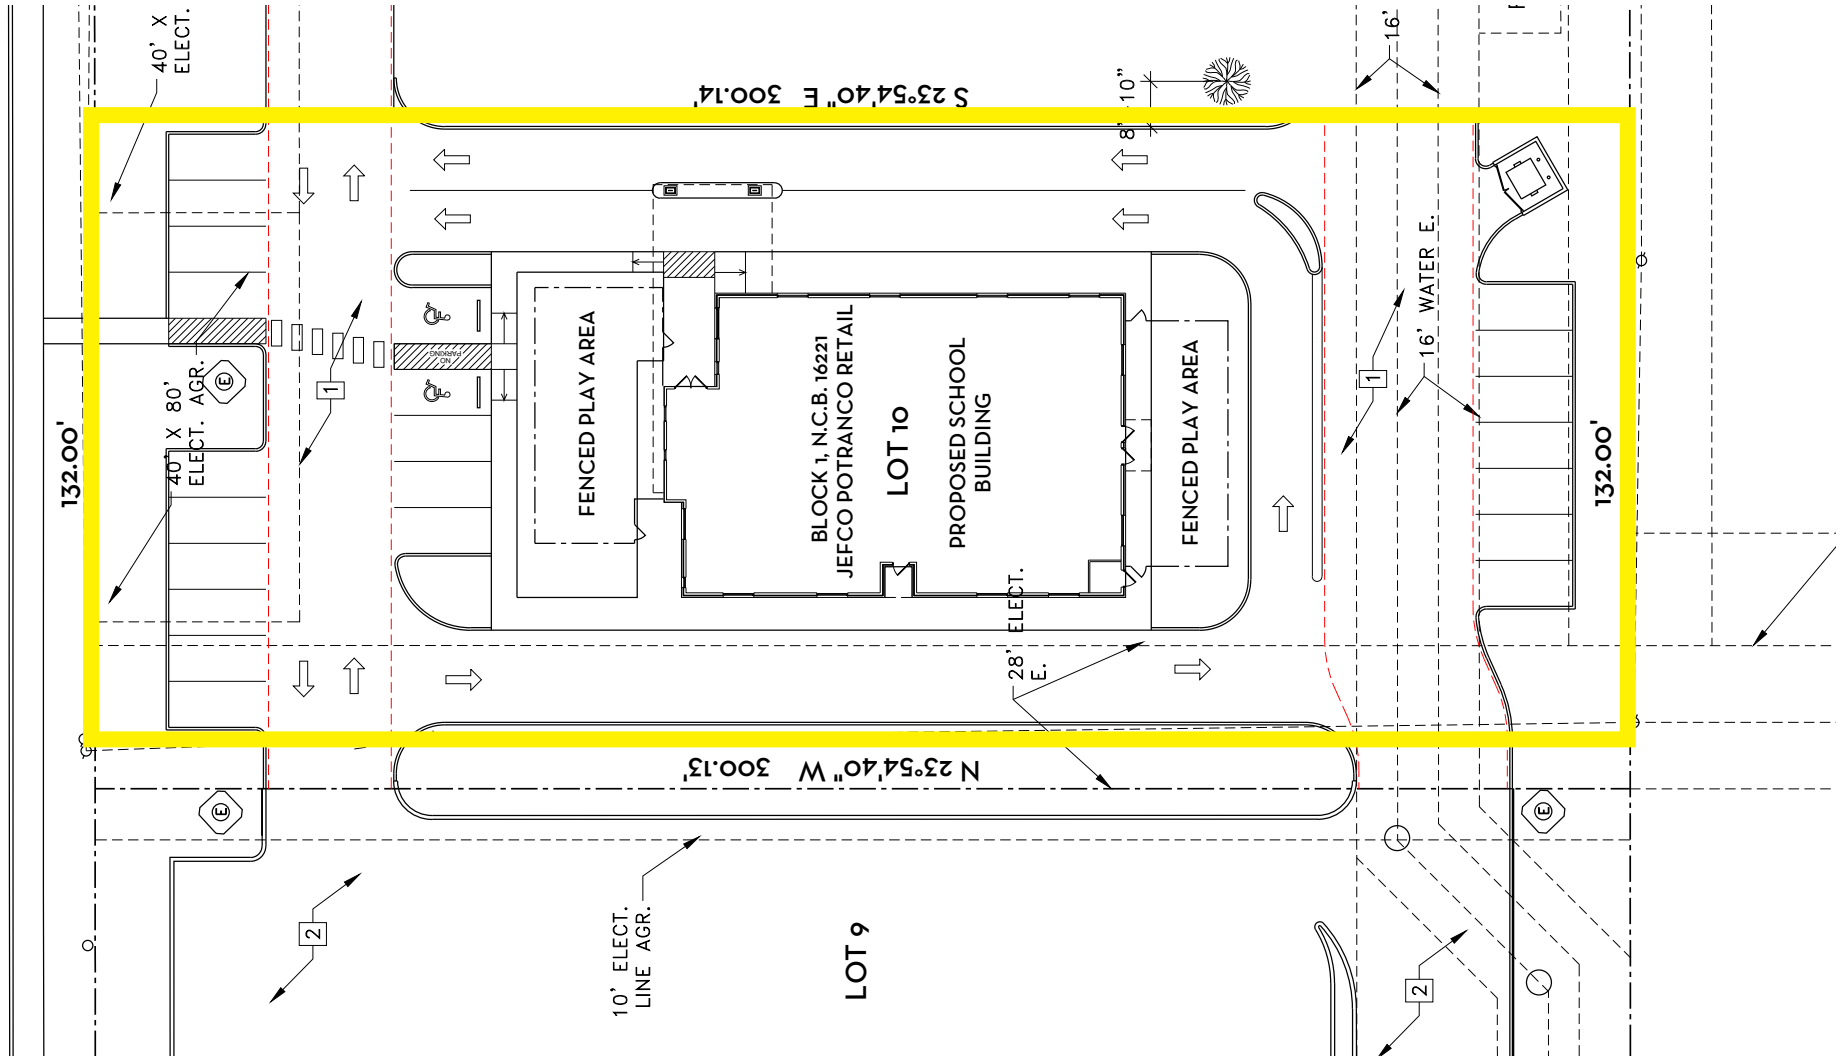 40' X
ELECT.
S 23°54'40" E 300.14'
8'-10"
16'
132.00'
40' X 80'
ELECT. AGR.
E
1
NO
PARKING
FENCED PLAY AREA
BLOCK 1, N.C.B. 16221
JEFCO POTRANCO RETAIL
LOT 10
PROPOSED SCHOOL
BUILDING
FENCED PLAY AREA
1
16' WATER E.
132.00'
28' ELECT.
E.
N 23°54'40" W 300.13'
E
E
2
10' ELECT.
LINE AGR.
LOT 9
2